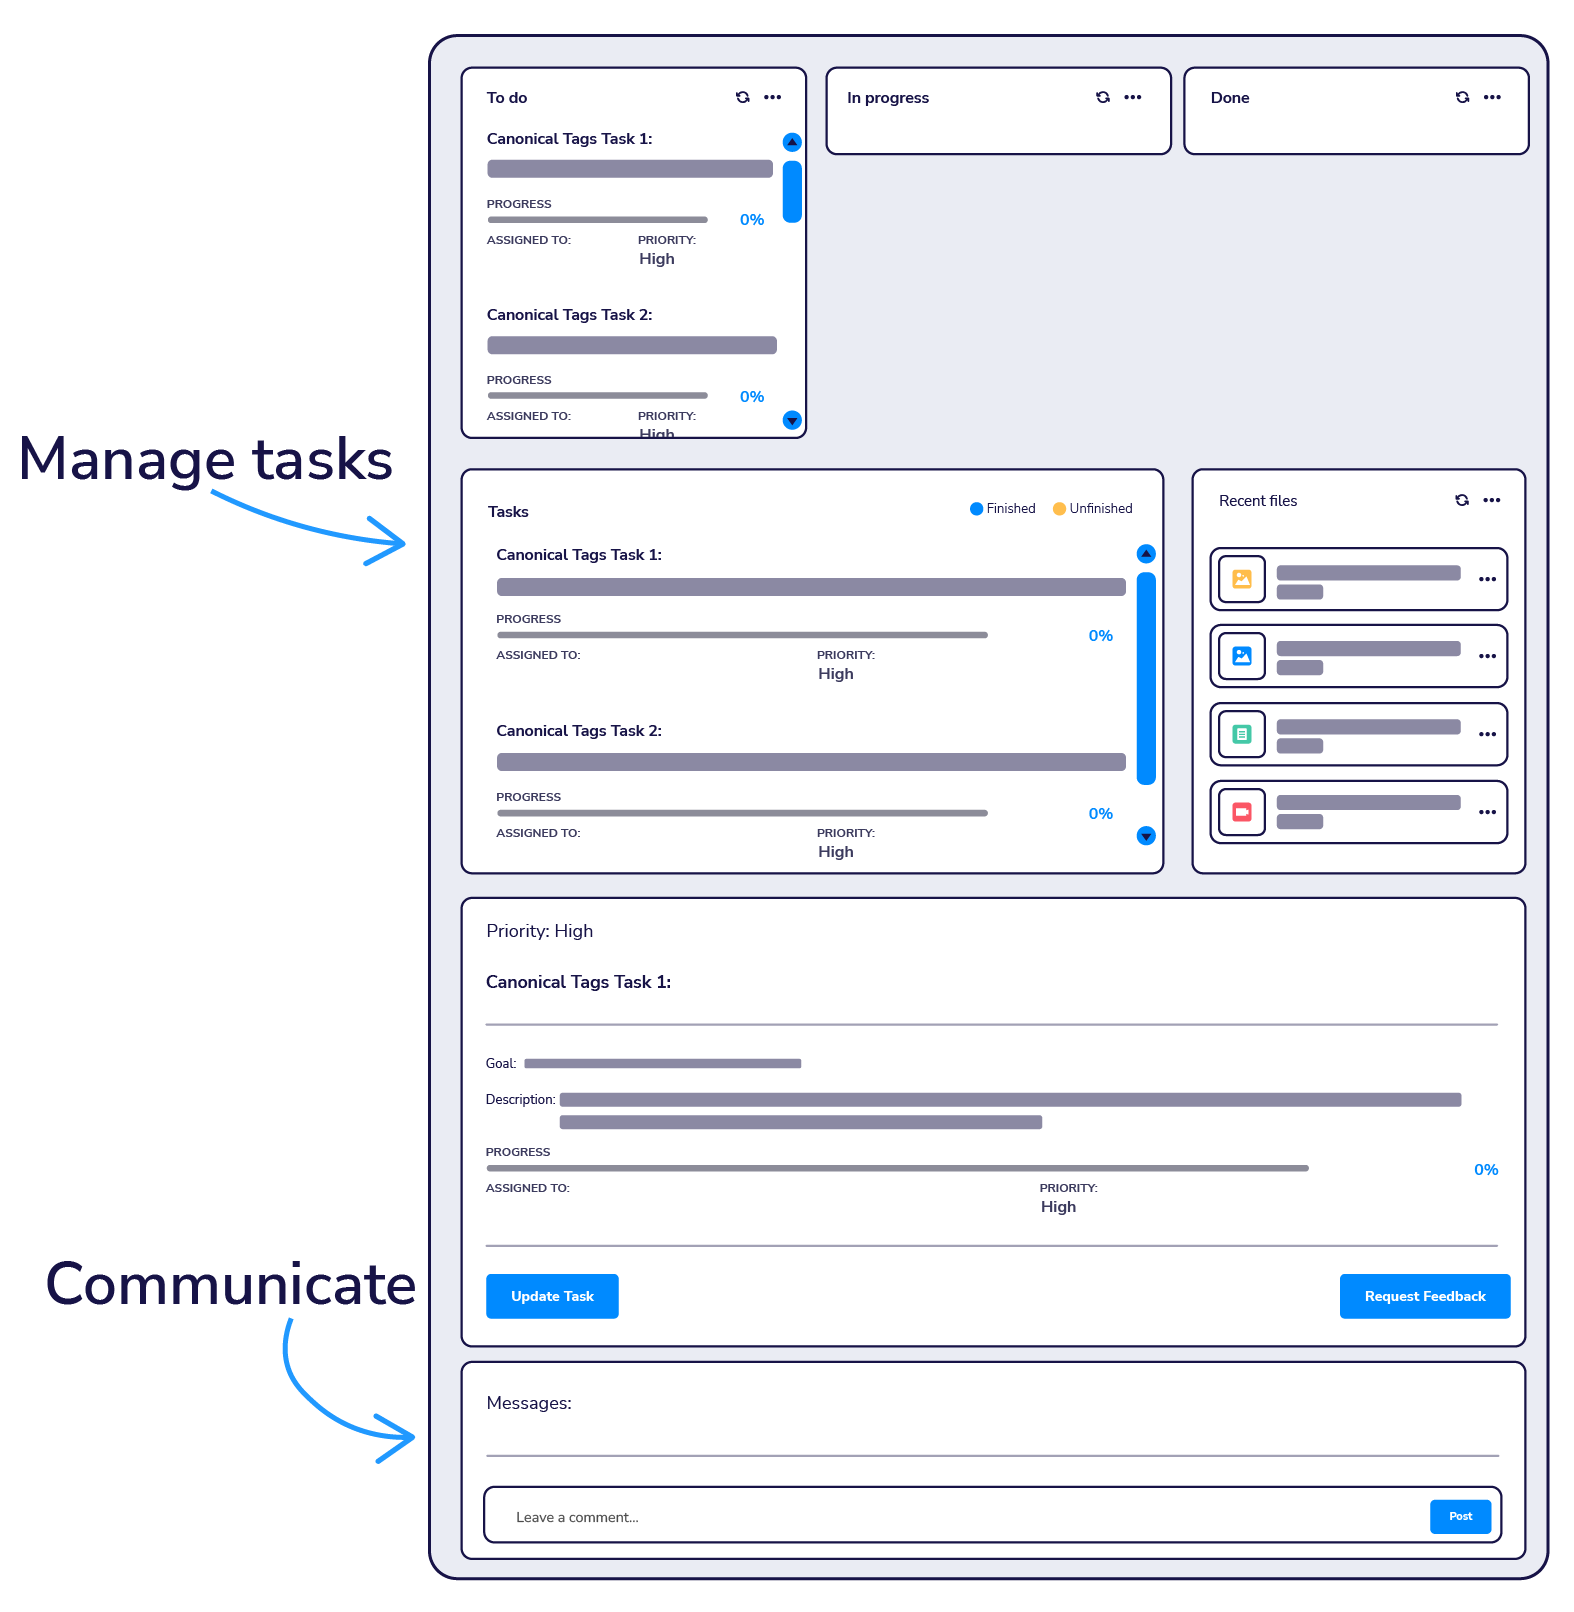 To do
Canonical Tags Task 1:
PROGRESS
0%
ASSIGNED TO:
PRIORITY:
High
Canonical Tags Task 2:
PROGRESS
0%
ASSIGNED TO:
PRIORITY:
High
In progress
Done
Manage tasks
Tasks
Finished
Unfinished
Canonical Tags Task 1:
PROGRESS
0%
ASSIGNED TO:
PRIORITY:
High
Canonical Tags Task 2:
PROGRESS
0%
ASSIGNED TO:
PRIORITY:
High
Recent files
Priority: High
Canonical Tags Task 1:
Goal:
Description:
PROGRESS
0%
ASSIGNED TO:
PRIORITY:
High
Update Task
Request Feedback
Communicate
Messages:
Leave a comment...
Post